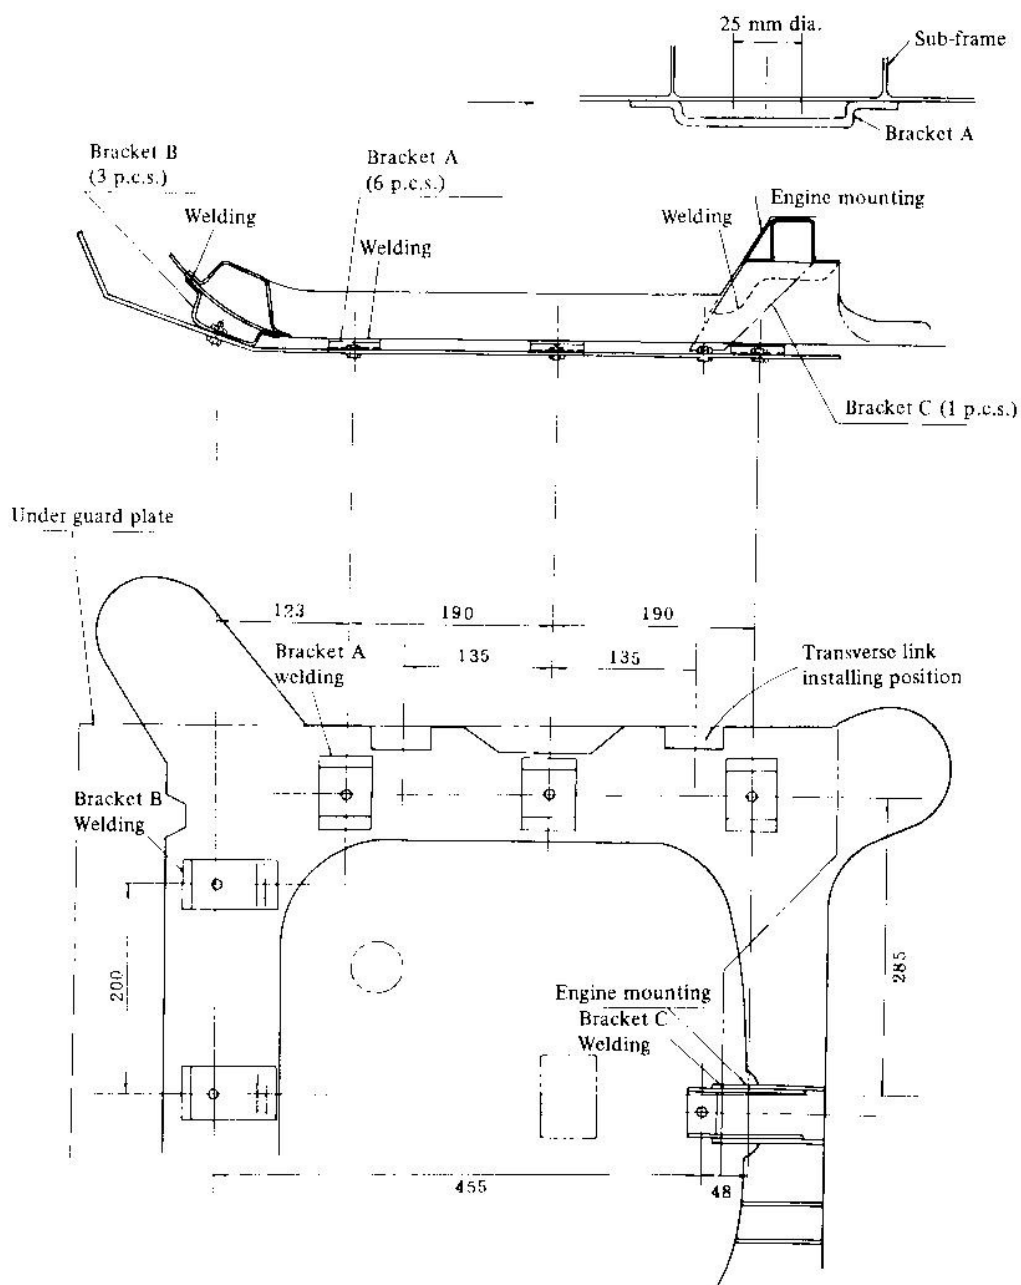 25 mm dia.
Sub-frame
Bracket A
Bracket B
(3 p.c.s.)
Bracket A
(6 p.c.s.)
Welding
Welding
Welding
Engine mounting
Bracket C (1 p.c.s.)
Under guard plate
123
190
190
135
135
Bracket A
welding
Transverse link
installing position
Bracket B
Welding
200
285
Engine mounting
Bracket C
Welding
455
48